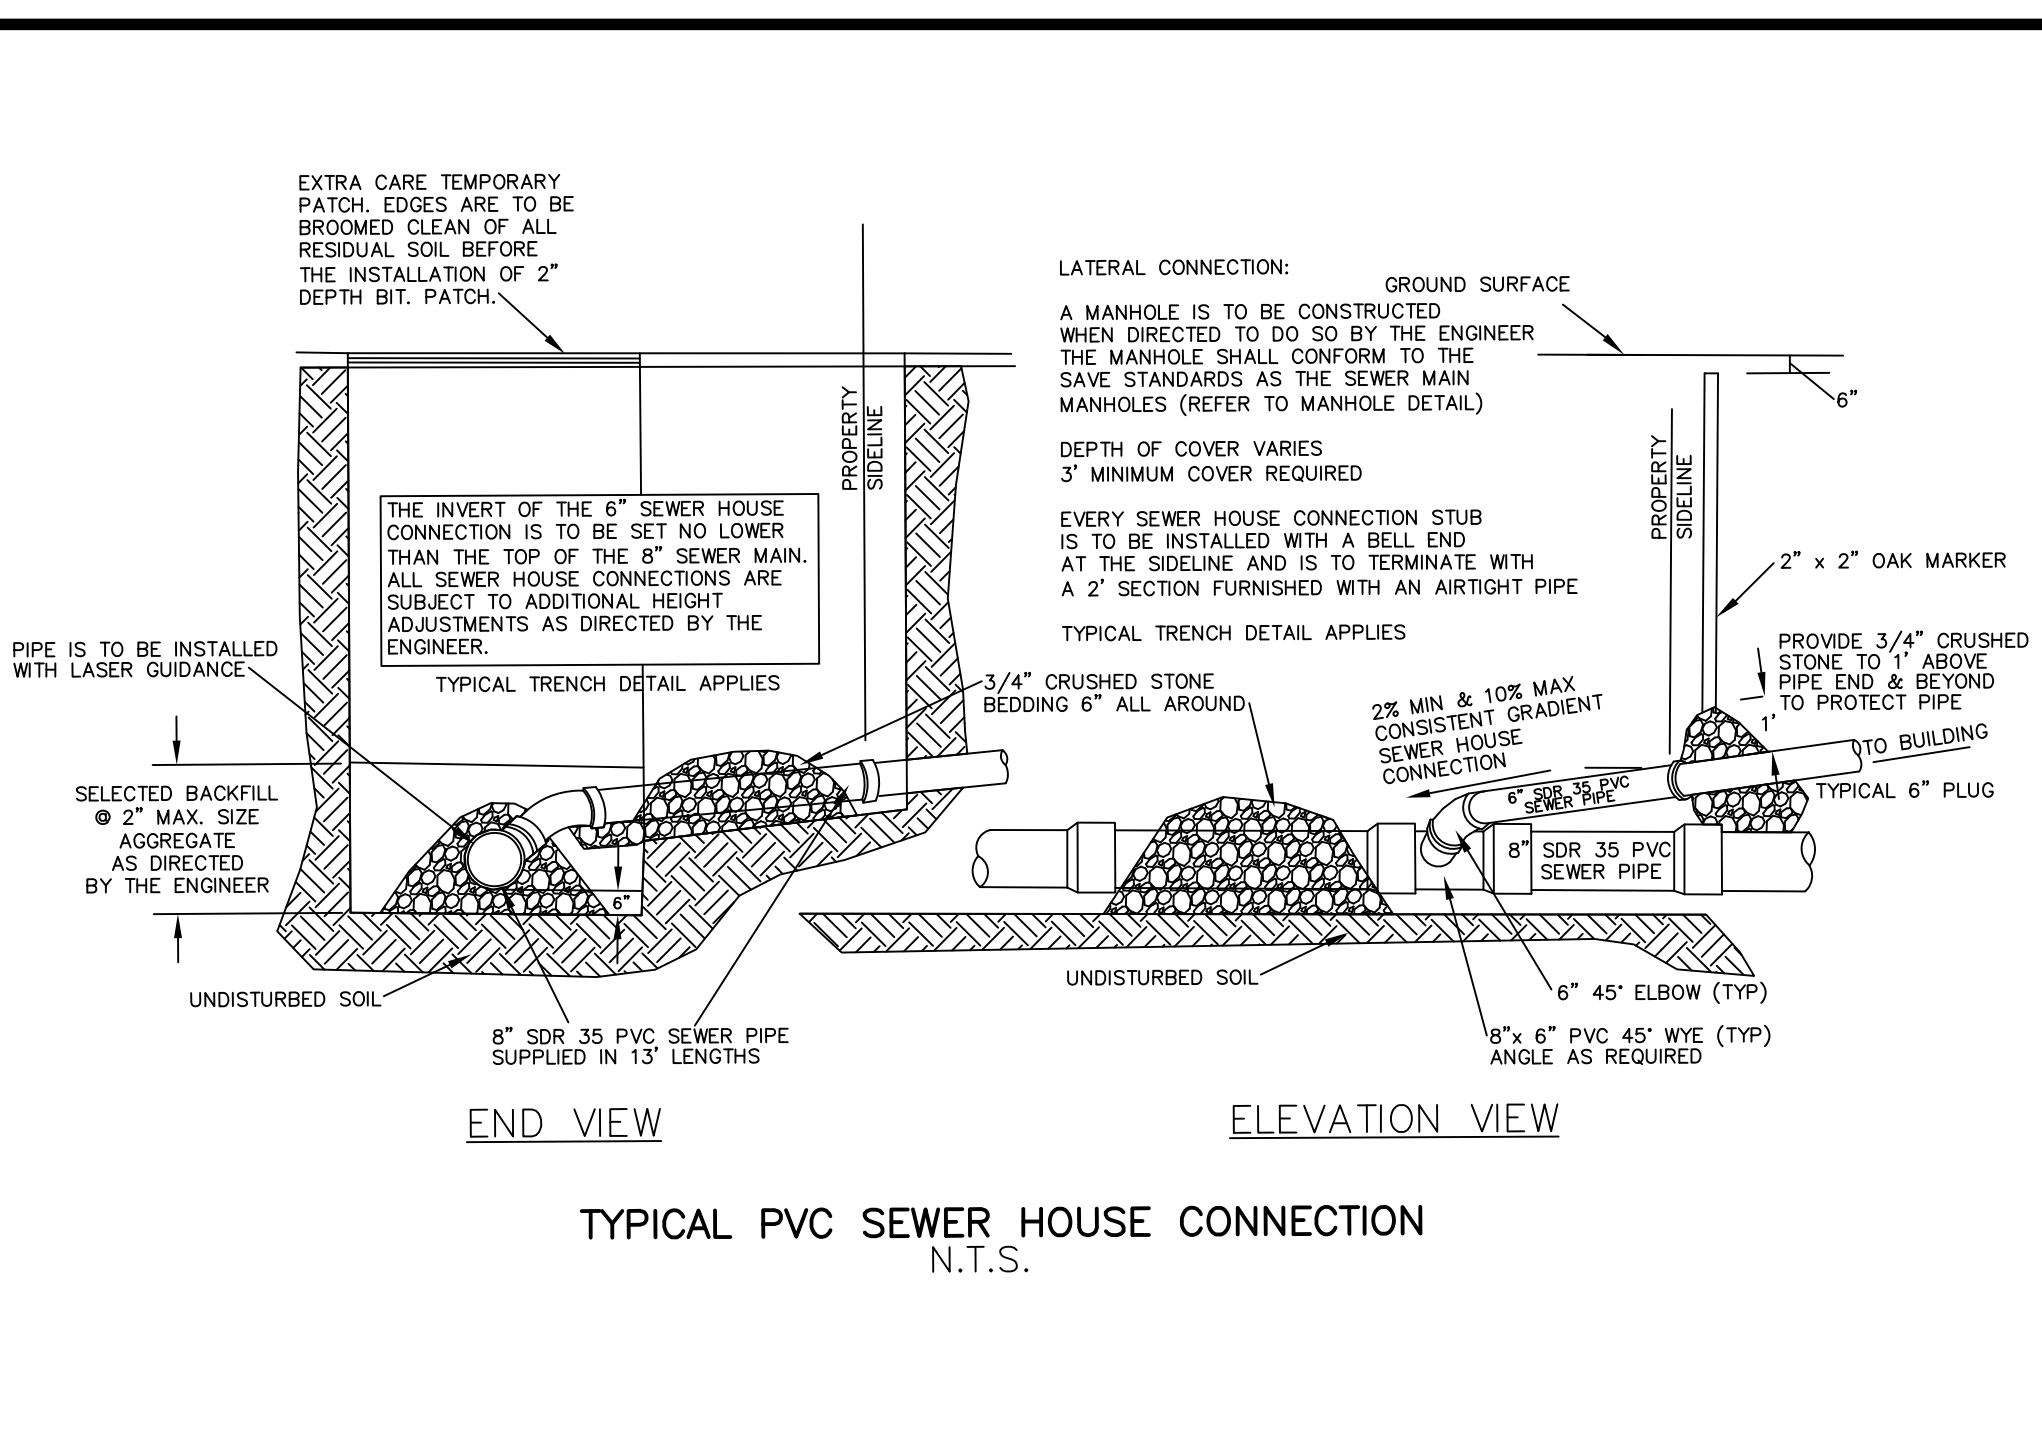 EXTRA CARE TEMPORARY
PATCH. EDGES ARE TO BE
BROOMED CLEAN OF ALL
RESIDUAL SOIL BEFORE
THE INSTALLATION OF 2"
DEPTH BIT. PATCH.
PROPERTY
SIDELINE
THE INVERT OF THE 6" SEWER HOUSE
CONNECTION IS TO BE SET NO LOWER
THAN THE TOP OF THE 8" SEWER MAIN.
ALL SEWER HOUSE CONNECTIONS ARE
SUBJECT TO ADDITIONAL HEIGHT
ADJUSTMENTS AS DIRECTED BY THE
ENGINEER.
TYPICAL TRENCH DETAIL APPLIES
PIPE IS TO BE INSTALLED
WITH LASER GUIDANCE
SELECTED BACKFILL
@ 2" MAX. SIZE
AGGREGATE
AS DIRECTED
BY THE ENGINEER
6"
UNDISTURBED SOIL
8" SDR 35 PVC SEWER PIPE
SUPPLIED IN 13' LENGTHS
END VIEW
LATERAL CONNECTION:
A MANHOLE IS TO BE CONSTRUCTED
WHEN DIRECTED TO DO SO BY THE ENGINEER
THE MANHOLE SHALL CONFORM TO THE
SAVE STANDARDS AS THE SEWER MAIN
MANHOLES (REFER TO MANHOLE DETAIL)
DEPTH OF COVER VARIES
3' MINIMUM COVER REQUIRED
EVERY SEWER HOUSE CONNECTION STUB
IS TO BE INSTALLED WITH A BELL END
AT THE SIDELINE AND IS TO TERMINATE WITH
A 2' SECTION FURNISHED WITH AN AIRTIGHT PIPE
TYPICAL TRENCH DETAIL APPLIES
GROUND SURFACE
6"
PROPERTY
SIDELINE
2" x 2" OAK MARKER
PROVIDE 3/4" CRUSHED
STONE TO 1' ABOVE
PIPE END & BEYOND
TO PROTECT PIPE
1'
3/4" CRUSHED STONE
BEDDING 6" ALL AROUND
2% MIN & 10% MAX
CONSISTENT GRADIENT
SEWER HOUSE
CONNECTION
TO BUILDING
TYPICAL 6" PLUG
6" SDR 35 PVC
SEWER PIPE
8" SDR 35 PVC
SEWER PIPE
UNDISTURBED SOIL
6" 45° ELBOW (TYP)
8"x 6" PVC 45° WYE (TYP)
ANGLE AS REQUIRED
ELEVATION VIEW
TYPICAL PVC SEWER HOUSE CONNECTION
N.T.S.